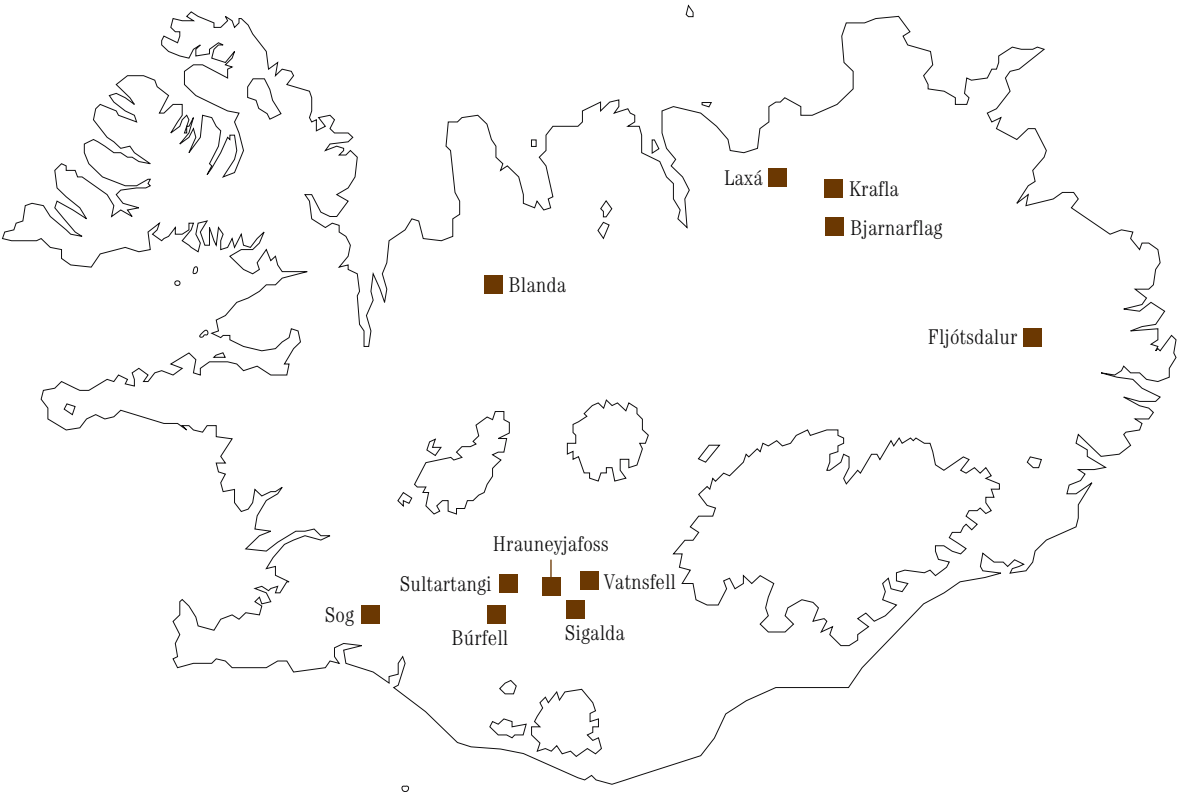 Laxá
Krafla
Bjarnarflag
Blanda
Fljótsdalur
Hrauneyjafoss
Sultartangi
Vatnsfell
Sog
Búrfell
Sigalda